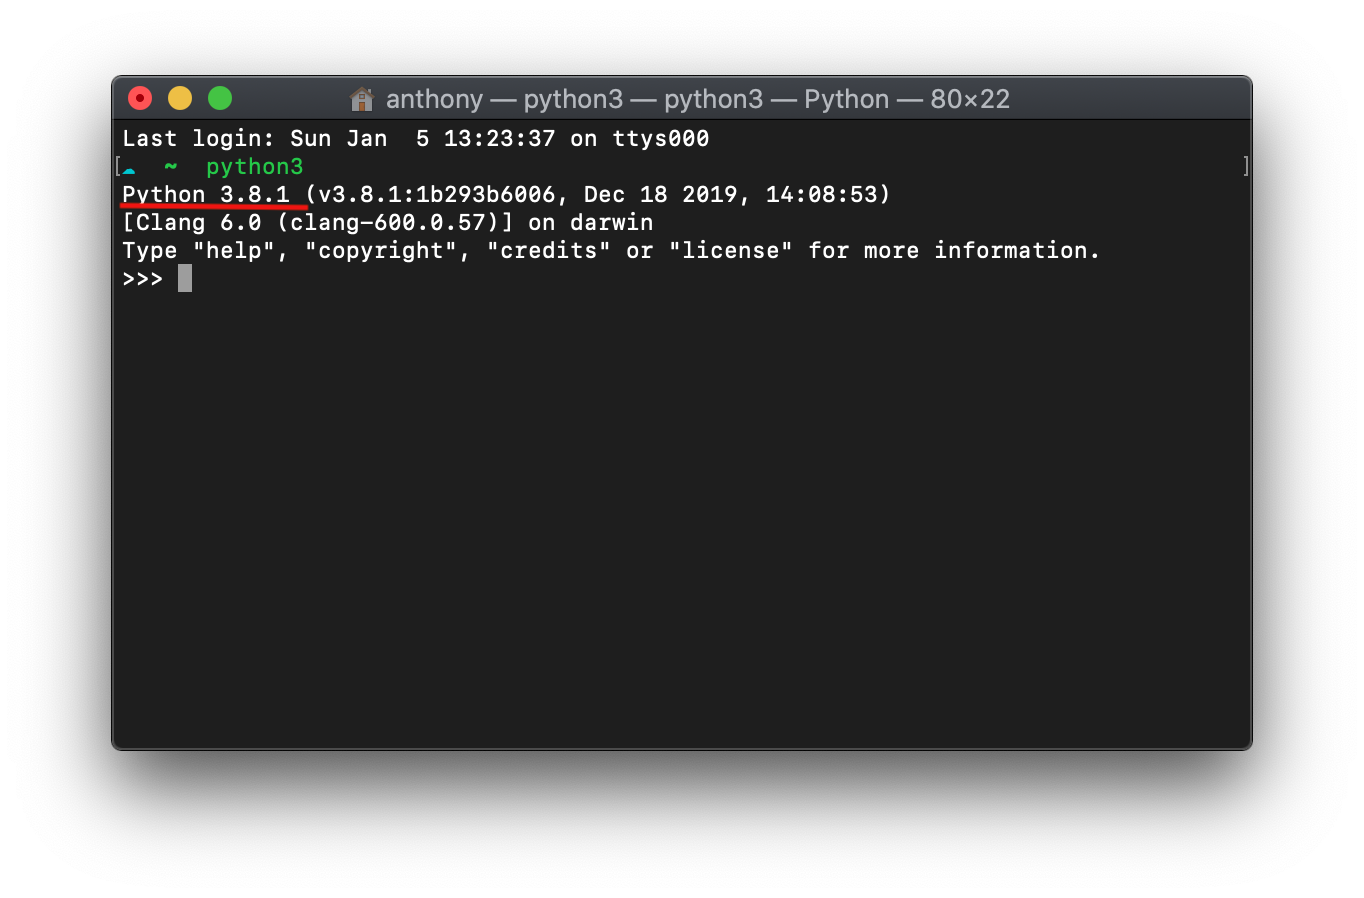 anthony — python3 — python3 — Python — 80×22
Last login: Sun Jan  5 13:23:37 on ttys000
[☁  ~  python3 ]
Python 3.8.1 (v3.8.1:1b293b6006, Dec 18 2019, 14:08:53)
[Clang 6.0 (clang-600.0.57)] on darwin
Type "help", "copyright", "credits" or "license" for more information.
>>>